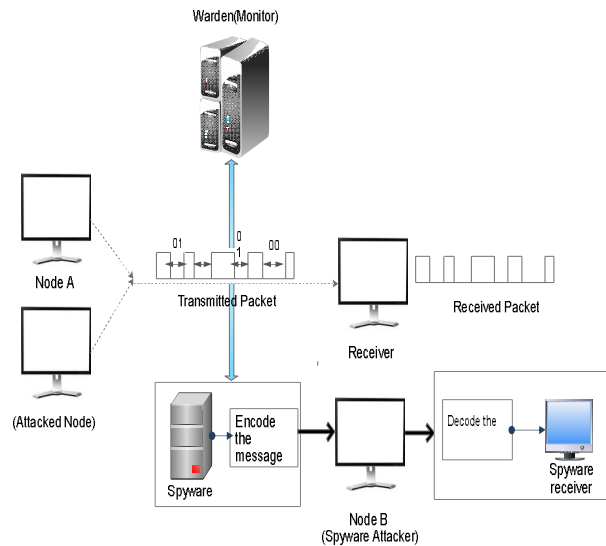 Warden(Monitor)
01
0
1
00
Node A
Transmitted Packet
Received Packet
Receiver
(Attacked Node)
Encode
the
message
Spyware
Decode the
Spyware
receiver
Node B
(Spyware Attacker)